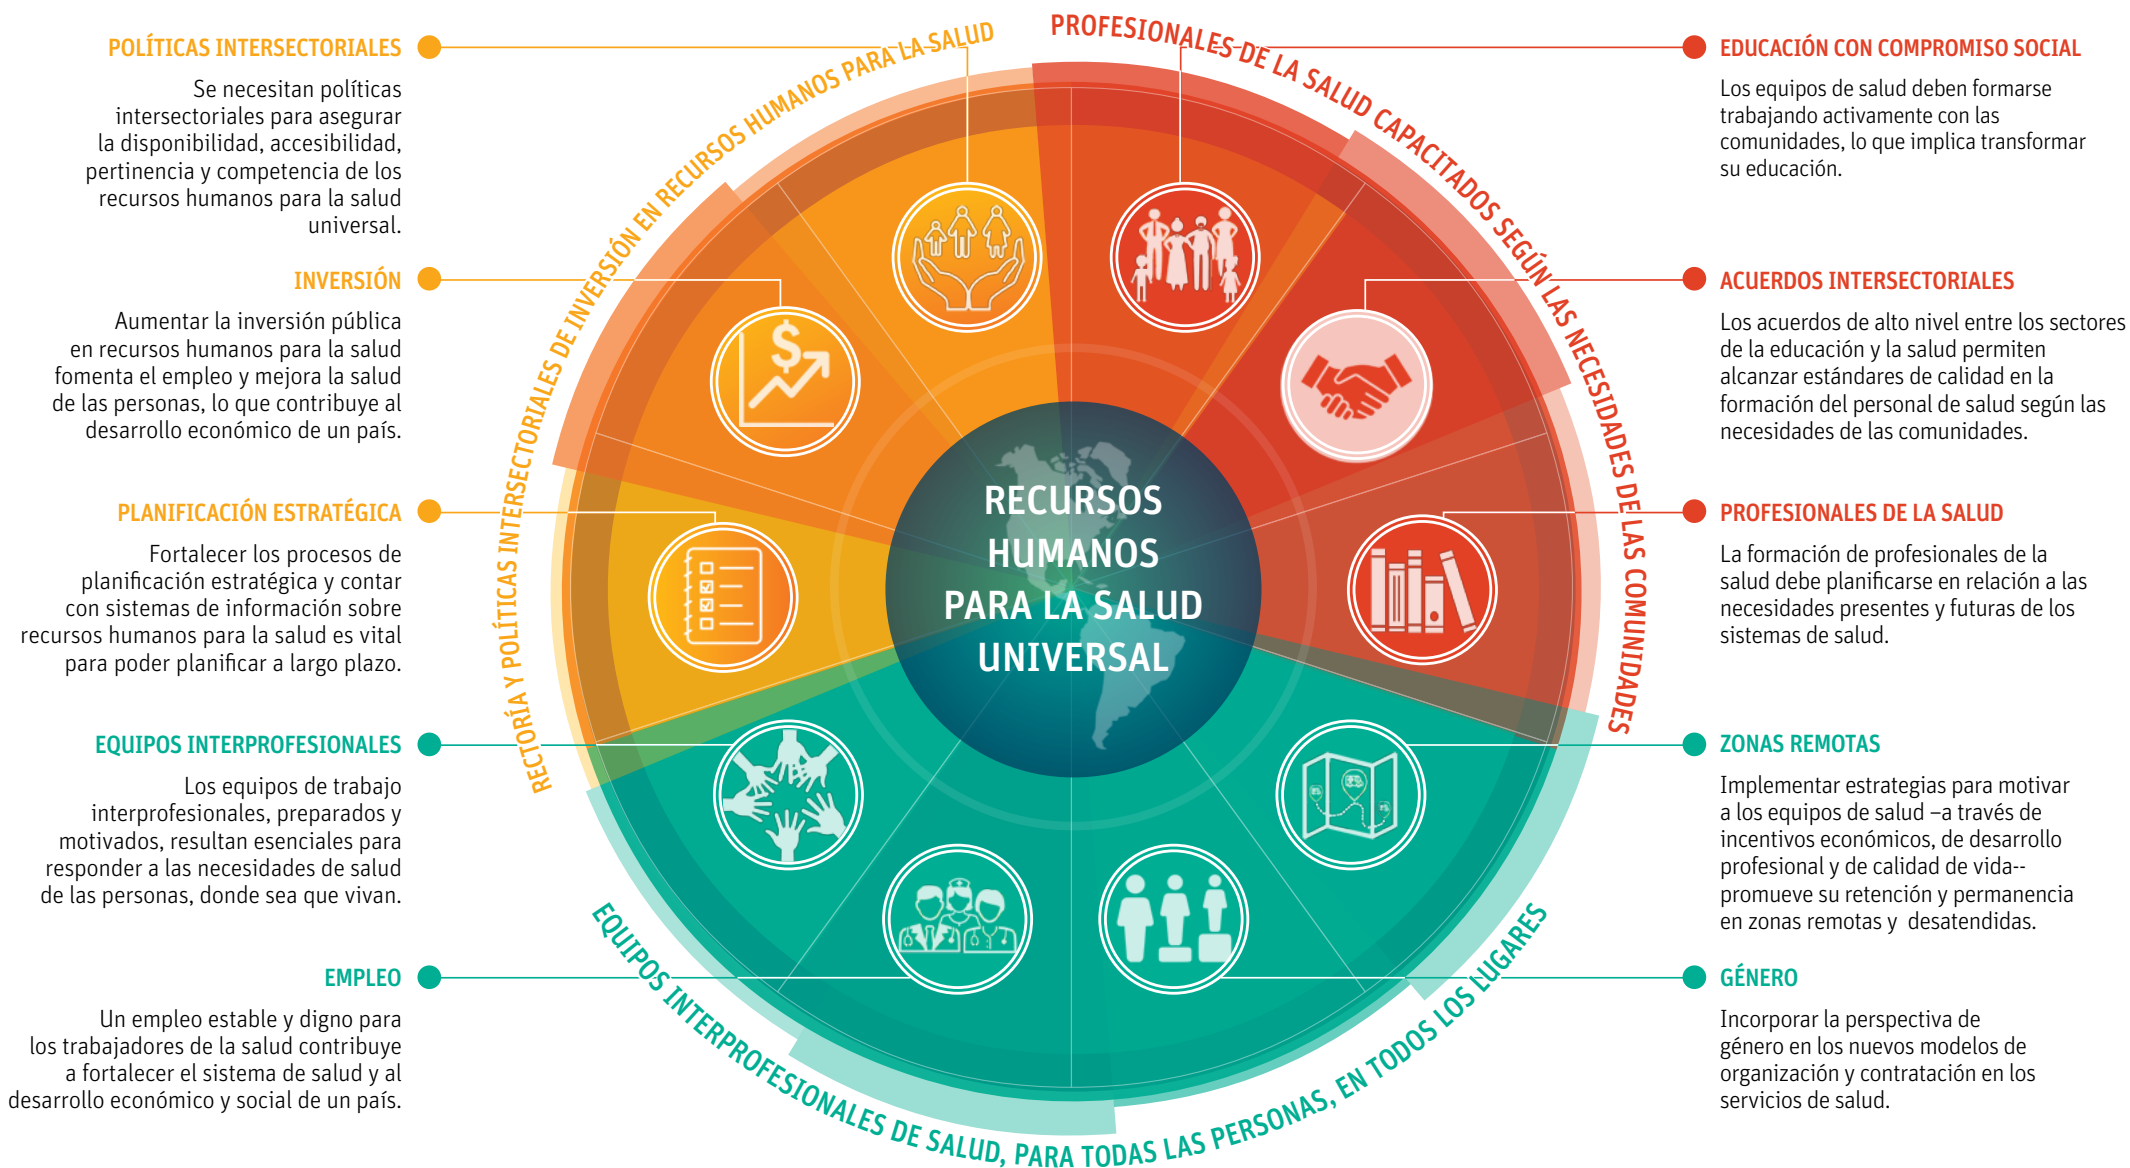 RECTORÍA Y POLÍTICAS INTERSECTORIALES DE INVERSIÓN EN RECURSOS HUMANOS PARA LA SALUD
POLÍTICAS INTERSECTORIALES
Se necesitan políticas
intersectoriales para asegurar
la disponibilidad, accesibilidad,
pertinencia y competencia de los
recursos humanos para la salud
universal.
INVERSIÓN
Aumentar la inversión pública
en recursos humanos para la salud
fomenta el empleo y mejora la salud
de las personas, lo que contribuye al
desarrollo económico de un país.
PLANIFICACIÓN ESTRATÉGICA
Fortalecer los procesos de
planificación estratégica y contar
con sistemas de información sobre
recursos humanos para la salud es vital
para poder planificar a largo plazo.
EQUIPOS INTERPROFESIONALES
Los equipos de trabajo
interprofesionales, preparados y
motivados, resultan esenciales para
responder a las necesidades de salud
de las personas, donde sea que vivan.
EMPLEO
Un empleo estable y digno para
los trabajadores de la salud contribuye
a fortalecer el sistema de salud y al
desarrollo económico y social de un país.
RECURSOS
HUMANOS
PARA LA SALUD
UNIVERSAL
$
EQUIPOS INTERPROFESIONALES DE SALUD, PARA TODAS LAS PERSONAS, EN TODOS LOS LUGARES
PROFESIONALES DE LA SALUD CAPACITADOS SEGÚN LAS NECESIDADES DE LAS COMUNIDADES
EDUCACIÓN CON COMPROMISO SOCIAL
Los equipos de salud deben formarse
trabajando activamente con las
comunidades, lo que implica transformar
su educación.
ACUERDOS INTERSECTORIALES
Los acuerdos de alto nivel entre los sectores
de la educación y la salud permiten
alcanzar estándares de calidad en la
formación del personal de salud según las
necesidades de las comunidades.
PROFESIONALES DE LA SALUD
La formación de profesionales de la
salud debe planificarse en relación a las
necesidades presentes y futuras de los
sistemas de salud.
ZONAS REMOTAS
Implementar estrategias para motivar
a los equipos de salud –a través de
incentivos económicos, de desarrollo
profesional y de calidad de vida--
promueve su retención y permanencia
en zonas remotas y desatendidas.
GÉNERO
Incorporar la perspectiva de
género en los nuevos modelos de
organización y contratación en los
servicios de salud.